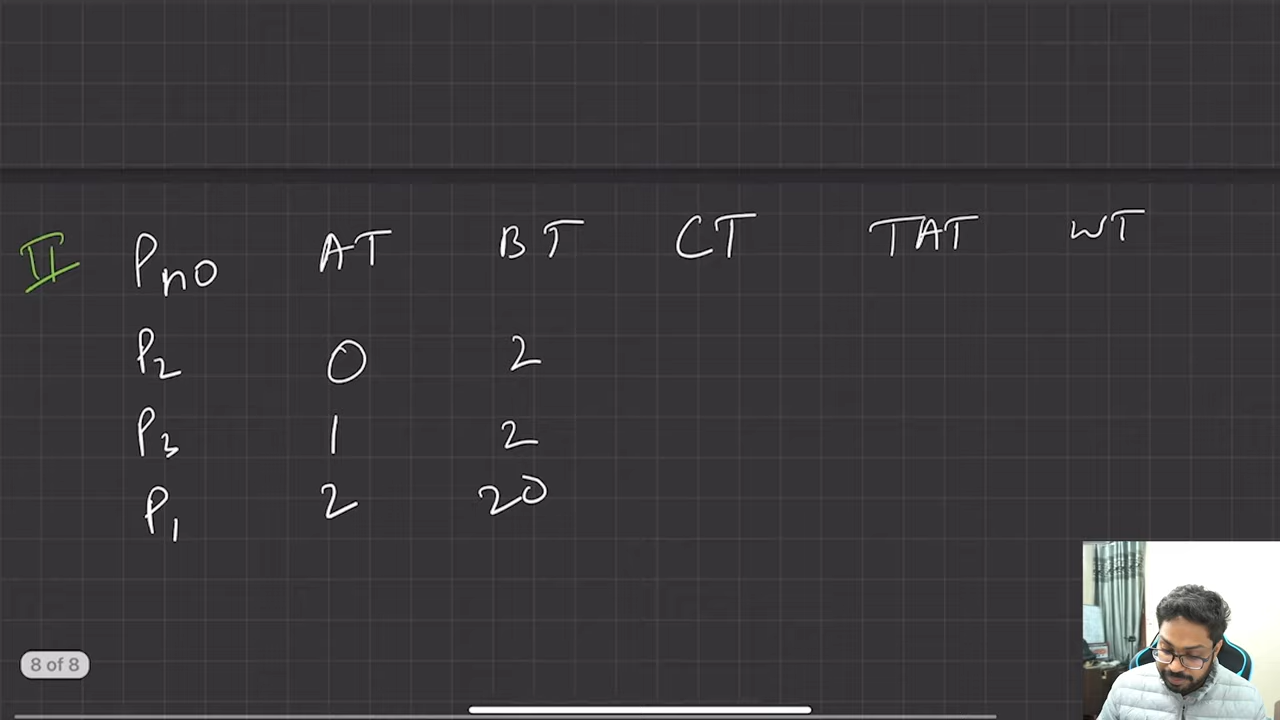 II Pno AT BT CT TAT WT
P2 0 2
P3 1 2
P1 2 20
8 of 8